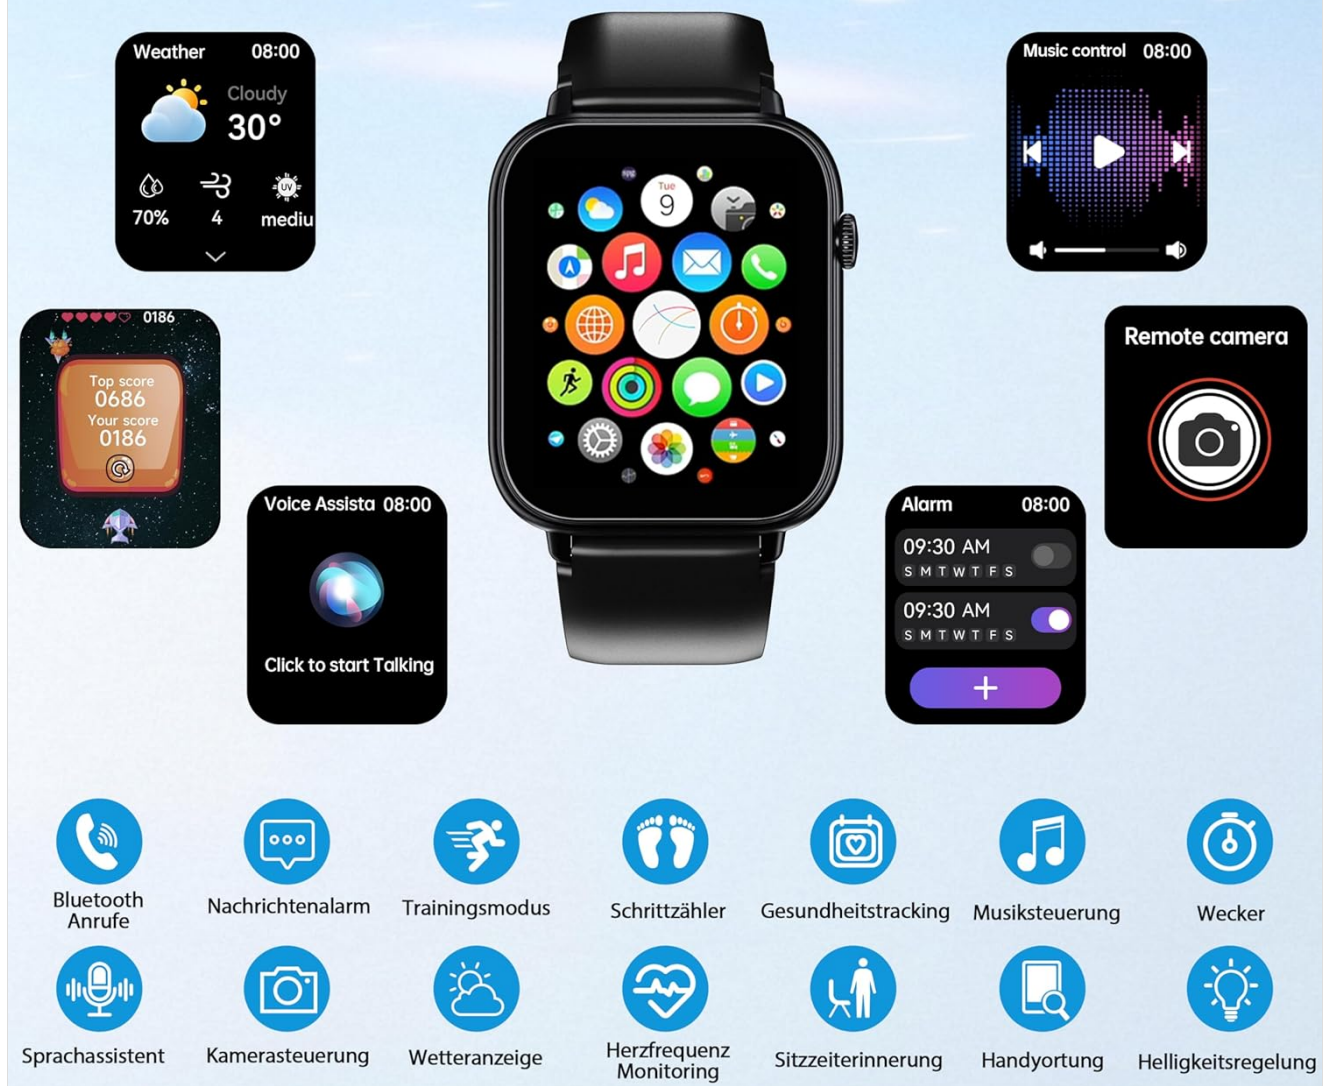 Weather 08:00
Cloudy
30°
70% 4 mediu
UV
Music control 08:00
Tue
9
0186
Top score
0686
Your score
0186
Remote camera
Voice Assista 08:00
Click to start Talking
Alarm 08:00
09:30 AM
S M T W T F S
09:30 AM
S M T W T F S
Bluetooth
Anrufe
Nachrichtenalarm
Trainingsmodus
Schrittzähler
Gesundheitstracking
Musiksteuerung
Wecker
Sprachassistent
Kamerasteuerung
Wetteranzeige
Herzfrequenz
Monitoring
Sitzzeiterinnerung
Handyortung
Helligkeitsregelung